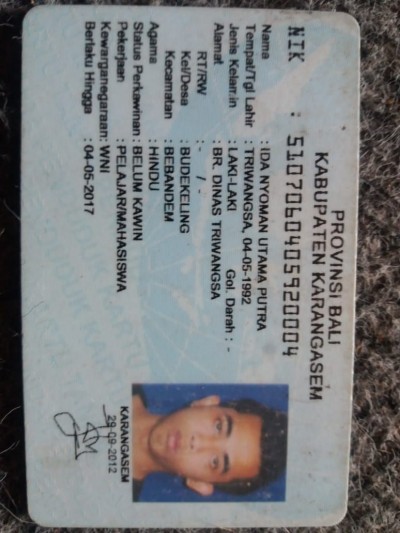 PROVINSI BALI
KABUPATEN KARANGASEM
NIK : 5107060405920004
Nama : IDA NYOMAN UTAMA PUTRA
Tempat/Tgl Lahir : TRIWANGSA, 04-05-1992
Jenis Kelamin : LAKI-LAKI Gol. Darah : -
Alamat : BR. DINAS TRIWANGSA
RT/RW : - / -
Kel/Desa : BUDEKELING
Kecamatan : BEBANDEM
Agama : HINDU
Status Perkawinan : BELUM KAWIN
Pekerjaan : PELAJAR/MAHASISWA
Kewarganegaraan: WNI
Berlaku Hingga : 04-05-2017
KARANGASEM
29-09-2012